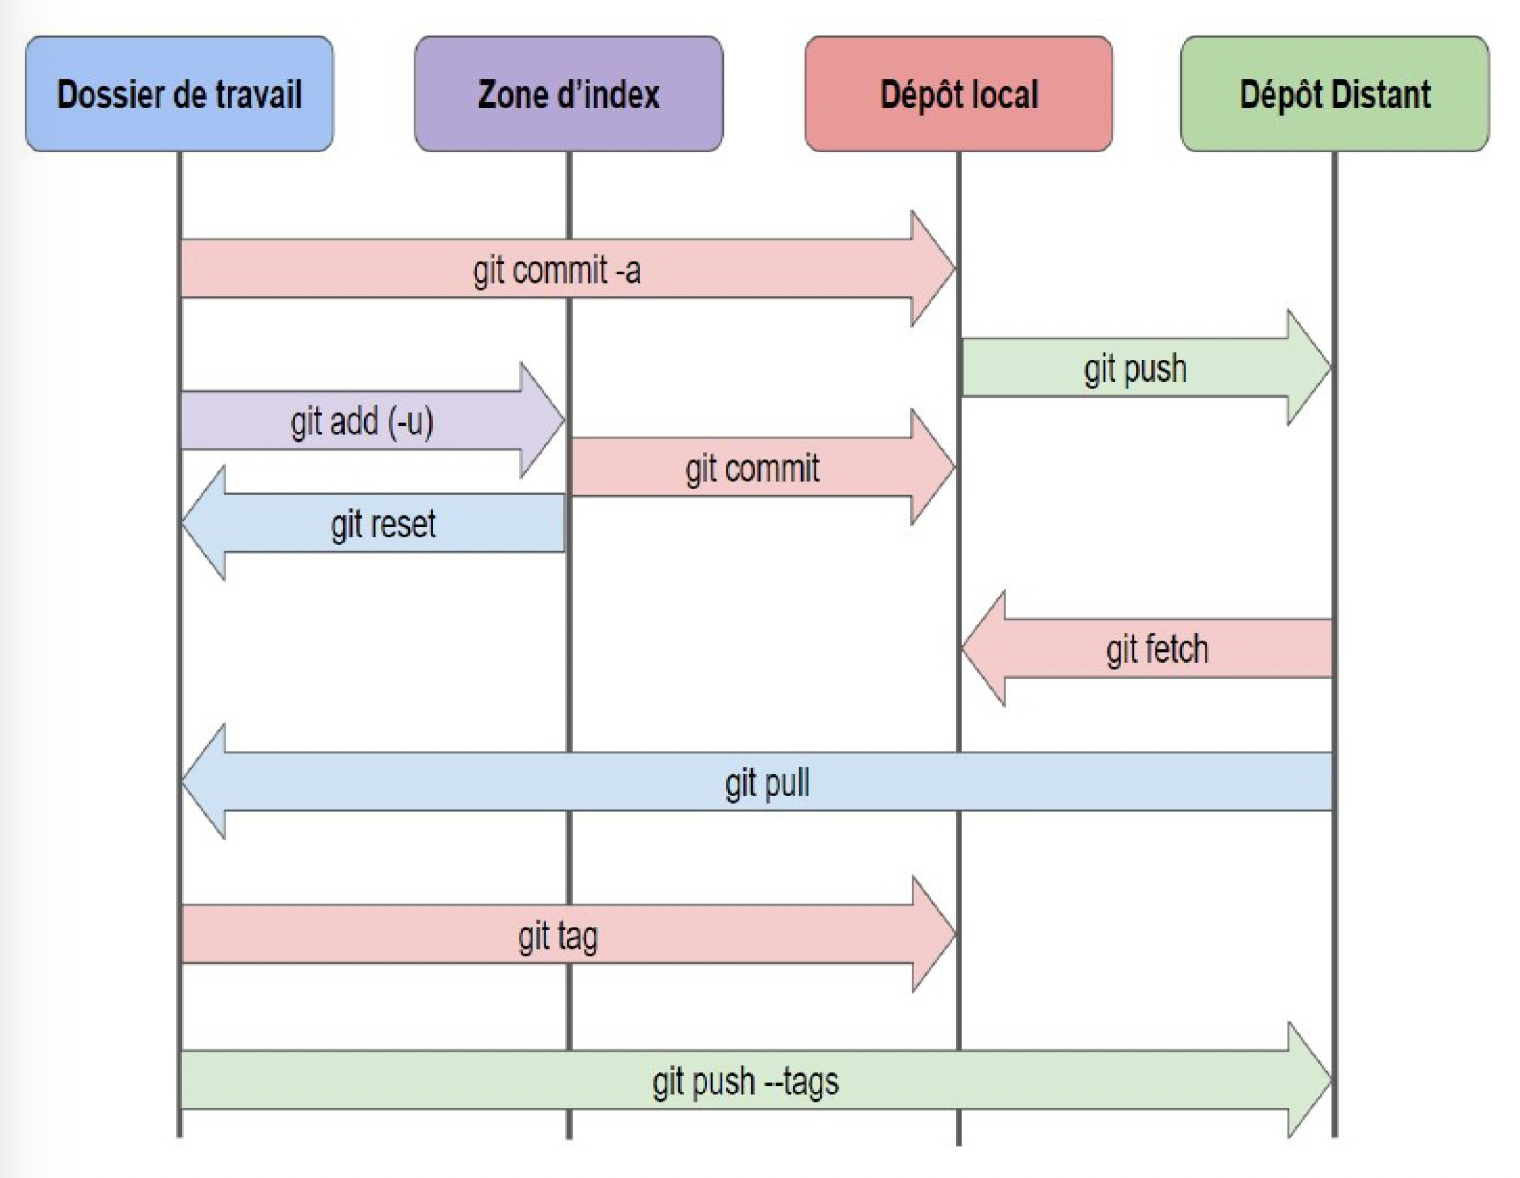 Dossier de travail
Zone d’index
Dépôt local
Dépôt Distant
git commit -a
git push
git add (-u)
git commit
git reset
git fetch
git pull
git tag
git push --tags